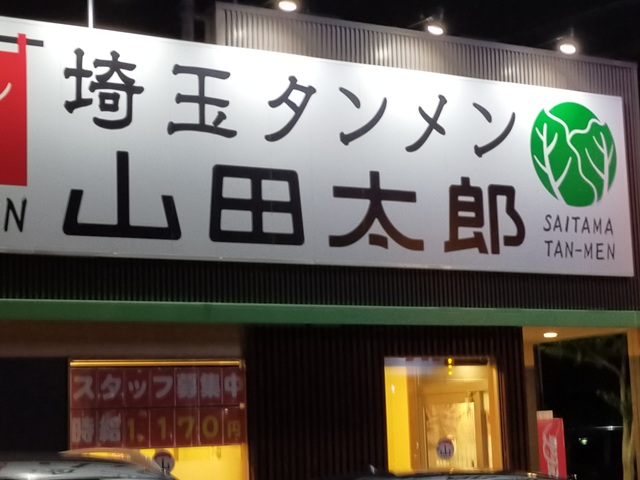 埼玉タンメン
山田太郎
SAITAMA
TAN-MEN
N
スタッフ募集中
時給1,170円